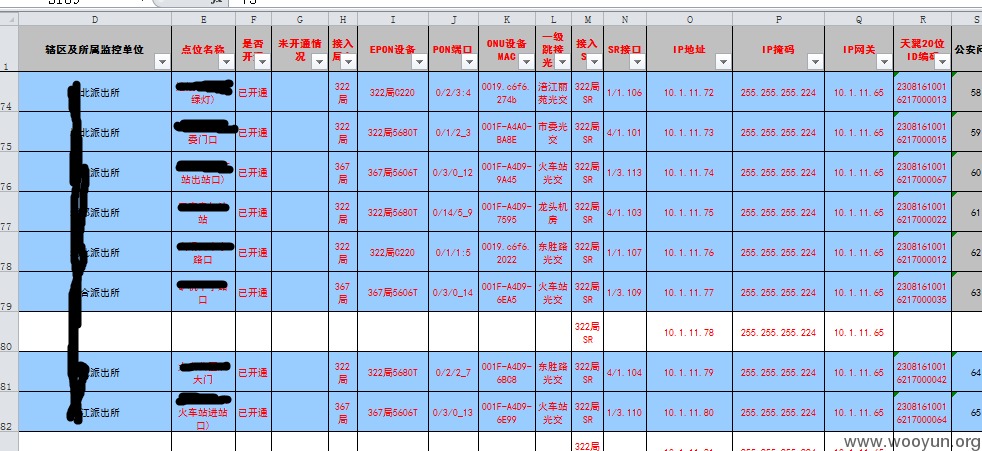 D E F G H I J K L M N O P Q R S
1 辖区及所属监控单位 点位名称 是否开 未开通情况 接入局 EPON设备 PON端口 ONU设备MAC 一级跳接光 接入S SR接口 IP地址 IP掩码 IP网关 天翼20位ID编码 公安
74 北派出所 绿灯) 已开通 322局 322局0220 0/2/3:4 0019.c6f6.274b 涪江丽苑光交 322局SR 1/1.106 10.1.11.72 255.255.255.224 10.1.11.65 23081610016217000013 58
75 北派出所 委门口 已开通 322局 322局5680T 0/1/2_3 001F-A4A0-BA8E 市委光交 322局SR 4/1.101 10.1.11.73 255.255.255.224 10.1.11.65 23081610016217000015 59
76 派出所 站出站口) 已开通 367局 367局5606T 0/3/0_12 001F-A4D9-9A45 火车站光交 322局SR 1/3.113 10.1.11.74 255.255.255.224 10.1.11.65 23081610016217000067 60
77 派出所 站 已开通 322局 322局5680T 0/14/5_9 001F-A4D9-7595 龙头机房 322局SR 4/1.103 10.1.11.75 255.255.255.224 10.1.11.65 23081610016217000022 61
78 派出所 路口 已开通 322局 322局0220 0/1/1:5 0019.c6f6.2022 东胜路光交 322局SR 1/1.107 10.1.11.76 255.255.255.224 10.1.11.65 23081610016217000012 62
79 派出所 口 已开通 367局 367局5606T 0/3/0_14 001F-A4D9-6EA5 火车站光交 322局SR 1/3.109 10.1.11.77 255.255.255.224 10.1.11.65 23081610016217000035 63
80 322局SR 10.1.11.78 255.255.255.224 10.1.11.65
81 派出所 大门 已开通 322局 322局5680T 0/2/2_7 001F-A4D9-6BC8 东胜路光交 322局SR 4/1.104 10.1.11.79 255.255.255.224 10.1.11.65 23081610016217000042 64
82 江派出所 火车站进站口) 已开通 367局 367局5606T 0/3/0_13 001F-A4D9-6E99 火车站光交 322局SR 1/3.110 10.1.11.80 255.255.255.224 10.1.11.65 23081610016217000064 65
322局
www.wooyun.org